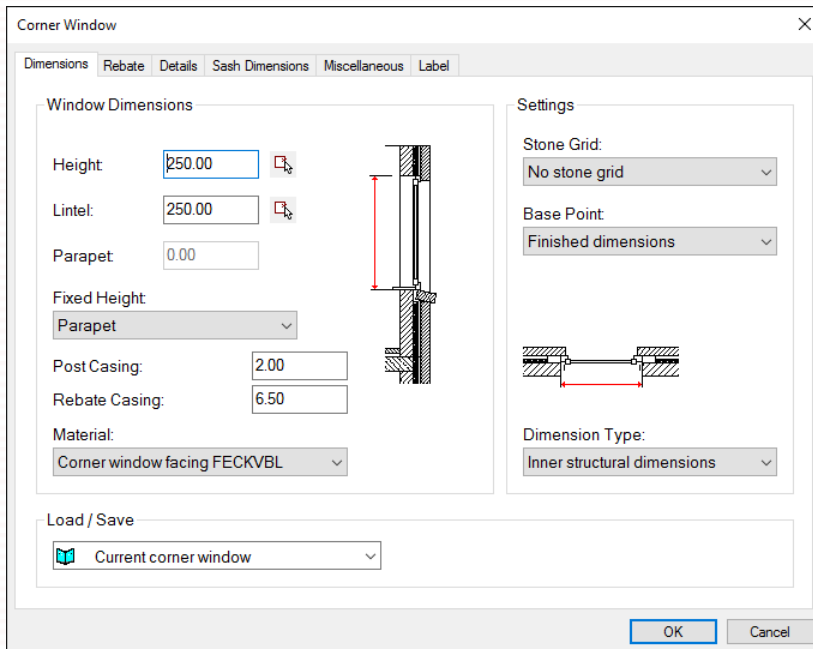 Corner Window
Dimensions Rebate Details Sash Dimensions Miscellaneous Label
Window Dimensions
Height:
250.00
Lintel:
250.00
Parapet:
0.00
Fixed Height:
Parapet
Post Casing:
2.00
Rebate Casing:
6.50
Material:
Corner window facing FECKVBL
Settings
Stone Grid:
No stone grid
Base Point:
Finished dimensions
Dimension Type:
Inner structural dimensions
Load / Save
Current corner window
OK
Cancel